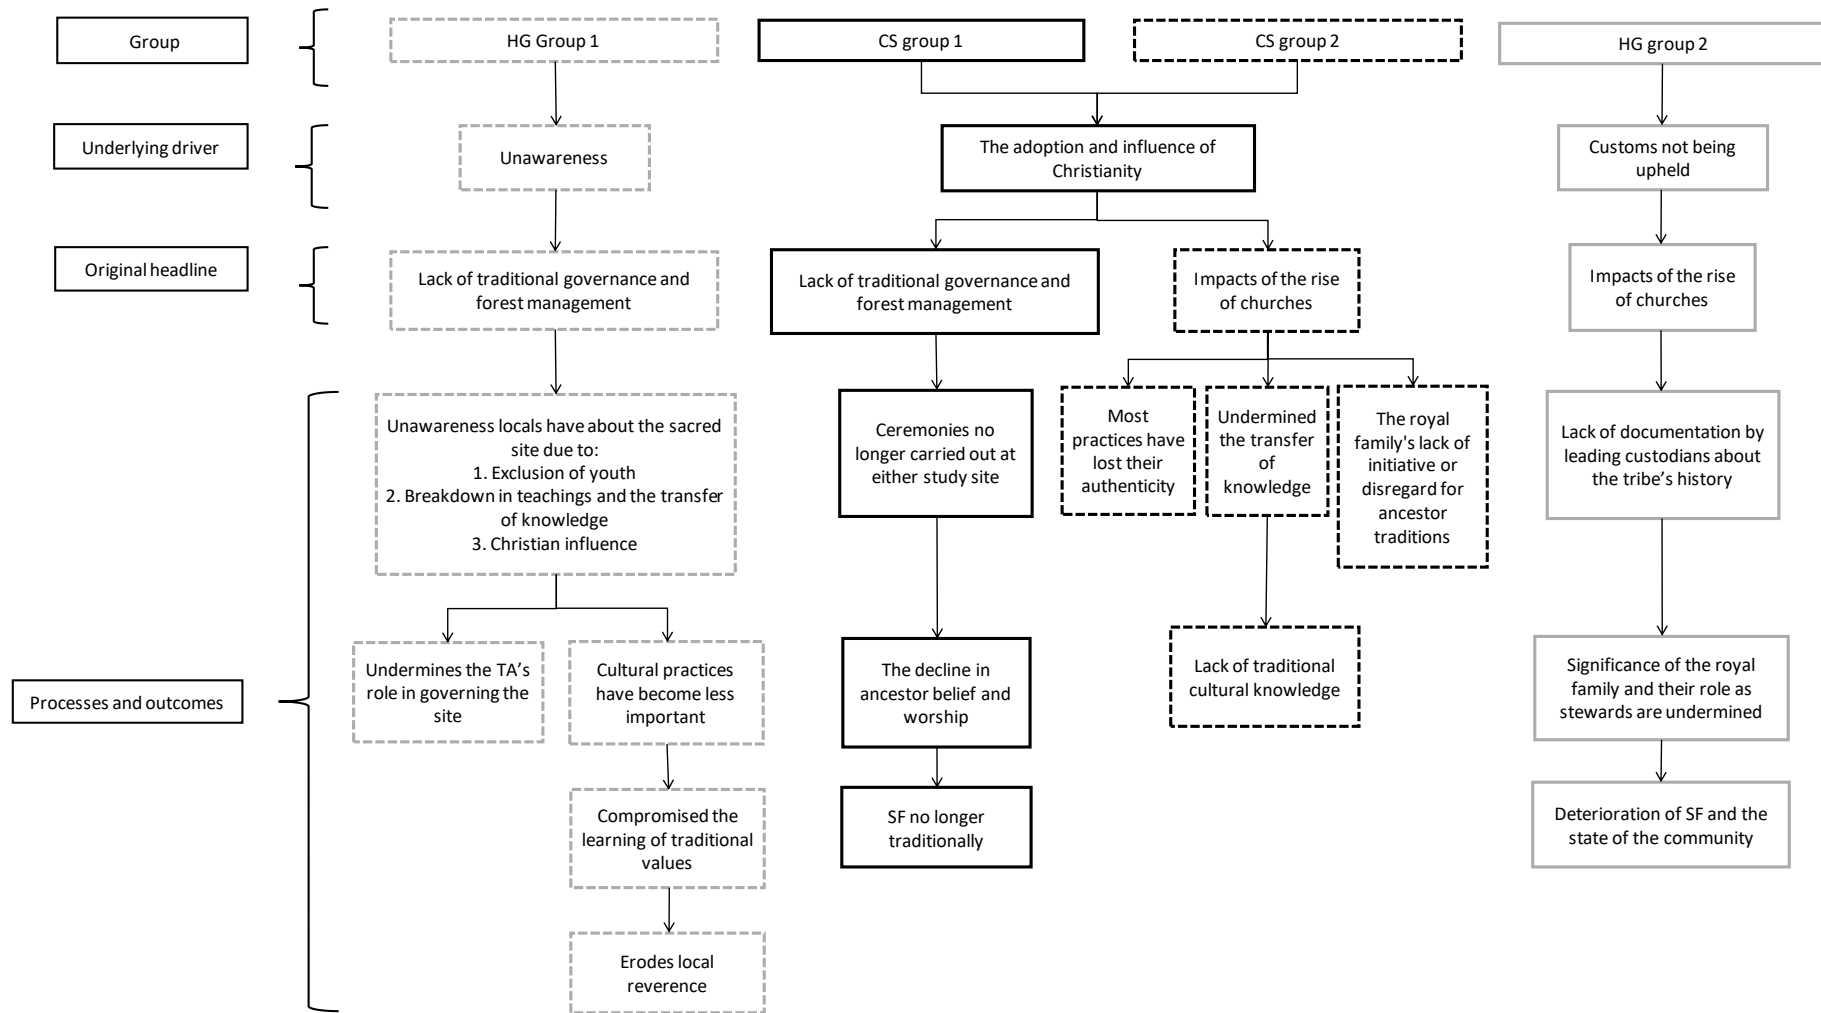 Group
HG Group 1
CS group 1
CS group 2
HG group 2
Underlying driver
Unawareness
The adoption and influence of
Christianity
Customs not being
upheld
Original headline
Lack of traditional governance and
forest management
Lack of traditional governance and
forest management
Impacts of the rise
of churches
Impacts of the rise
of churches
Processes and outcomes
Unawareness locals have about the sacred
site due to:
1. Exclusion of youth
2. Breakdown in teachings and the transfer
of knowledge
3. Christian influence
Ceremonies no
longer carried out at
either study site
Most
practices have
lost their
authenticity
Undermined
the transfer
of
knowledge
The royal
family's lack of
initiative or
disregard for
ancestor
traditions
Lack of documentation by
leading custodians about
the tribe’s history
Undermines the TA’s
role in governing the
site
Cultural practices
have become less
important
The decline in
ancestor belief and
worship
Lack of traditional
cultural knowledge
Significance of the royal
family and their role as
stewards are undermined
Compromised the
learning of traditional
values
SF no longer
traditionally
Deterioration of SF and the
state of the community
Erodes local
reverence